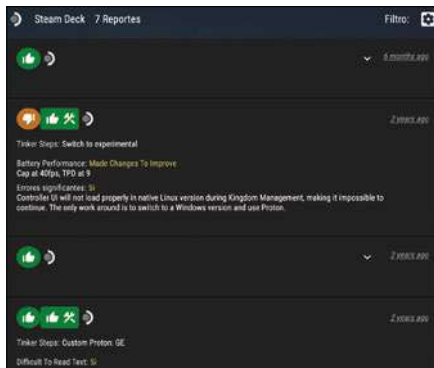 Steam Deck 7 Reportes Filtro:
6 months ago
2 years ago
Tinker Steps: Switch to experimental
Battery Performance: Made Changes To Improve
Cap at 40fps, TPD at 9
Errores significantes: Si
Controller UI will not load properly in native Linux version during Kingdom Management, making it impossible to
continue. The only work around is to switch to a Windows version and use Proton.
2 years ago
2 years ago
Tinker Steps: Custom Proton: GE
Difficult To Read Text: Si